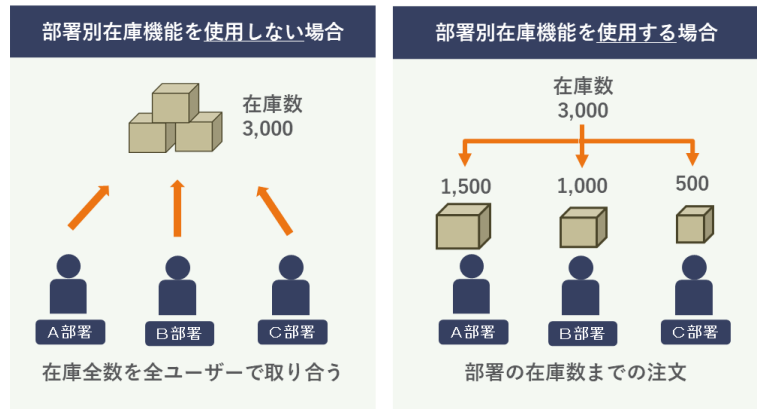 部署別在庫機能を使用しない場合
在庫数
3,000
A部署
B部署
C部署
在庫全数を全ユーザーで取り合う
部署別在庫機能を使用する場合
在庫数
3,000
1,500
1,000
500
A部署
B部署
C部署
部署の在庫数までの注文